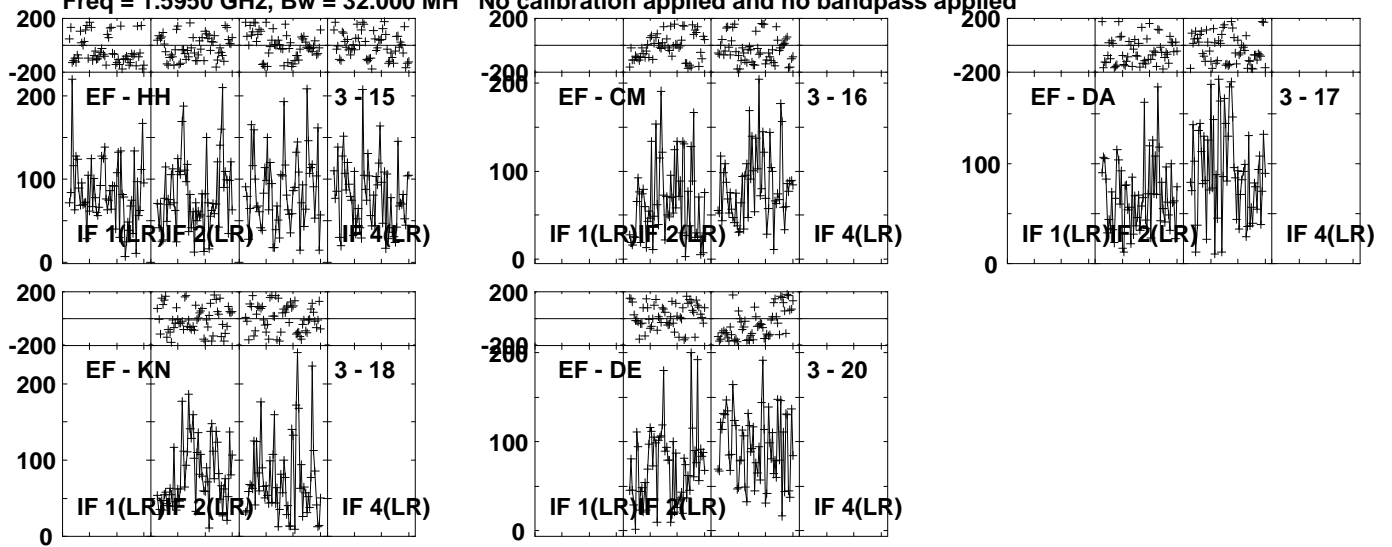 Freq = 1.5950 GHz, Bw = 32.000 MH No calibration applied and no bandpass applied
200
-200
200
100
0
EF - HH 3 - 15
IF 1(LR) IF 2(LR) IF 4(LR)
-200
200
100
0
EF - CM 3 - 16
IF 1(LR) IF 2(LR) IF 4(LR)
200
-200
100
0
EF - DA 3 - 17
IF 1(LR) IF 2(LR) IF 4(LR)
200
-200
200
100
0
EF - KN 3 - 18
IF 1(LR) IF 2(LR) IF 4(LR)
200
-200
200
100
0
EF - DE 3 - 20
IF 1(LR) IF 2(LR) IF 4(LR)